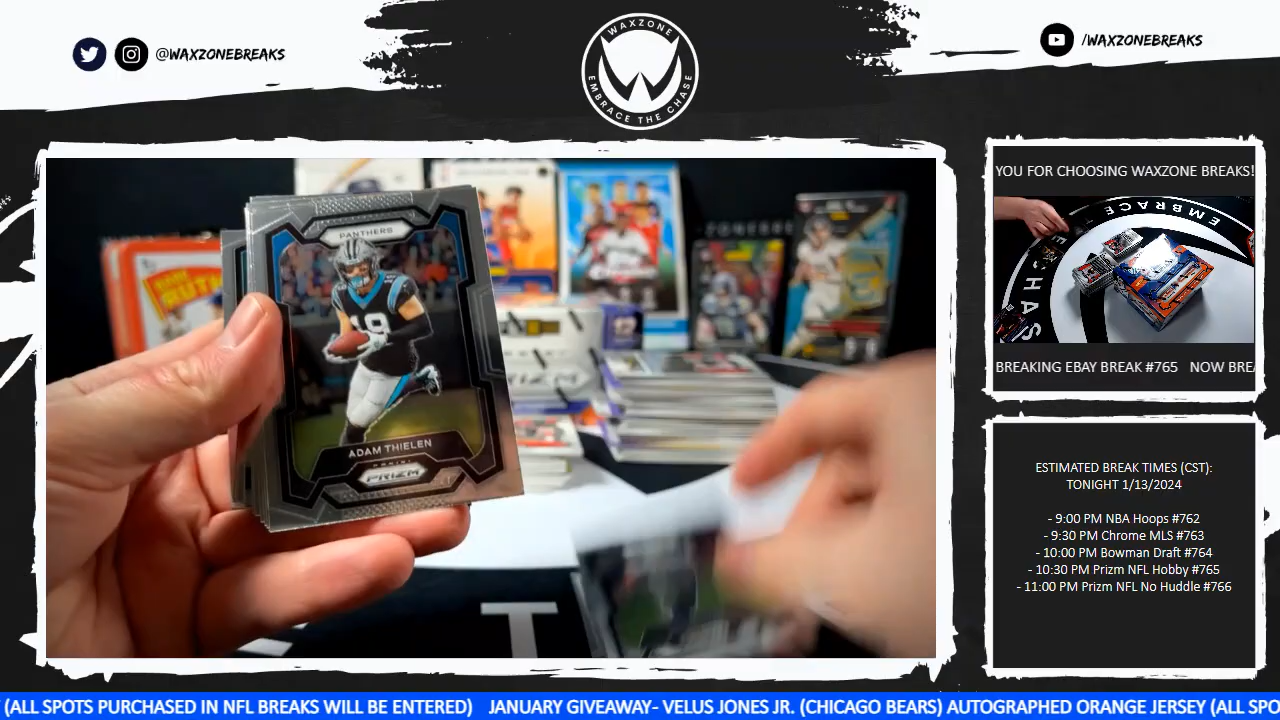 @WAXZONEBREAKS
WAXZONE
EMBRACE THE CHASE
/WAXZONEBREAKS
PANTHERS
19
ADAM THIELEN
PANINI
PRIZM
YOU FOR CHOOSING WAXZONE BREAKS!
EMBRACE
BREAKING EBAY BREAK #765 NOW BREA
ESTIMATED BREAK TIMES (CST):
TONIGHT 1/13/2024
- 9:00 PM NBA Hoops #762
- 9:30 PM Chrome MLS #763
- 10:00 PM Bowman Draft #764
- 10:30 PM Prizm NFL Hobby #765
- 11:00 PM Prizm NFL No Huddle #766
(ALL SPOTS PURCHASED IN NFL BREAKS WILL BE ENTERED) JANUARY GIVEAWAY- VELUS JONES JR. (CHICAGO BEARS) AUTOGRAPHED ORANGE JERSEY (ALL SPO